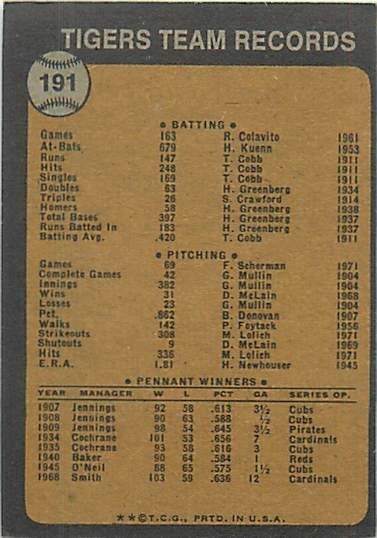 TIGERS TEAM RECORDS
191
● BATTING ●
Games 163 R. Colavito 1961
At-Bats 679 H. Kuenn 1953
Runs 147 T. Cobb 1911
Hits 248 T. Cobb 1911
Singles 169 T. Cobb 1911
Doubles 63 H. Greenberg 1934
Triples 26 S. Crawford 1914
Homers 58 H. Greenberg 1938
Total Bases 397 H. Greenberg 1937
Runs Batted In 183 H. Greenberg 1937
Batting Avg. .420 T. Cobb 1911
● PITCHING ●
Games 69 F. Scherman 1971
Complete Games 42 G. Mullin 1904
Innings 382 G. Mullin 1904
Wins 31 D. McLain 1968
Losses 23 G. Mullin 1904
Pct. .862 B. Donovan 1907
Walks 142 P. Foytack 1956
Strikeouts 308 M. Lolich 1971
Shutouts 9 D. McLain 1969
Hits 336 M. Lolich 1971
E.R.A. 1.81 H. Newhouser 1945
● PENNANT WINNERS ●
YEAR MANAGER W L PCT GA SERIES OP.
1907 Jennings 92 58 .613 3½ Cubs
1908 Jennings 90 63 .588 ½ Cubs
1909 Jennings 98 54 .645 3½ Pirates
1934 Cochrane 101 53 .656 7 Cardinals
1935 Cochrane 93 58 .616 3 Cubs
1940 Baker 90 64 .584 1 Reds
1945 O'Neil 88 65 .575 1½ Cubs
1968 Smith 103 59 .636 12 Cardinals
★★©T.C.G., PRTD. IN U.S.A.